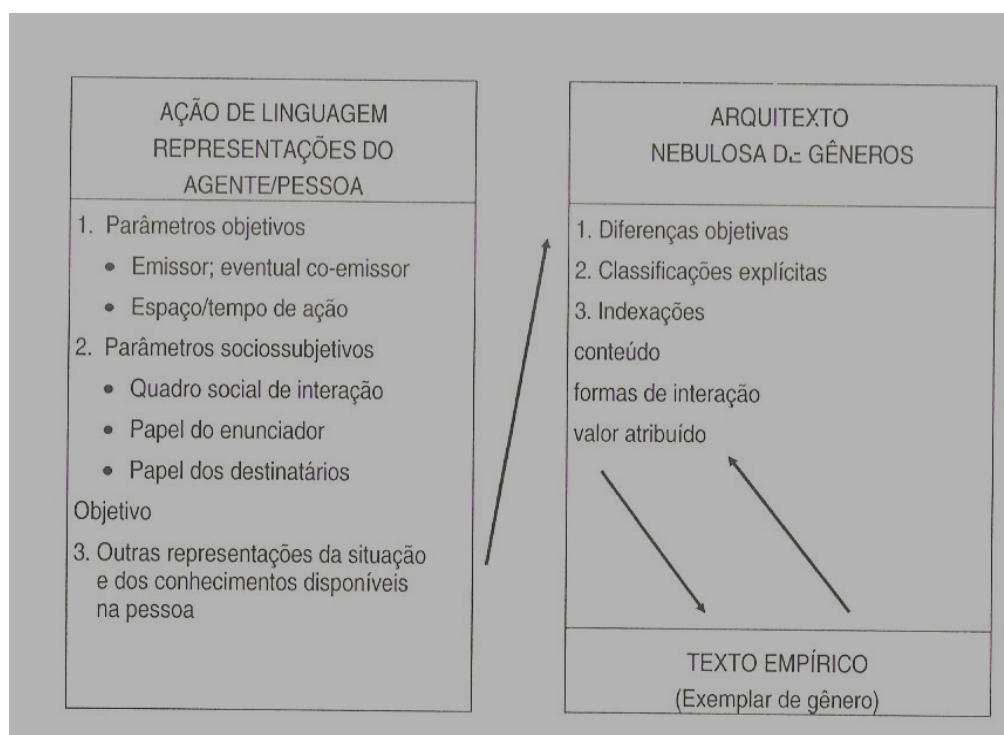 AÇÃO DE LINGUAGEM
REPRESENTAÇÕES DO
AGENTE/PESSOA
1. Parâmetros objetivos
• Emissor; eventual co-emissor
• Espaço/tempo de ação
2. Parâmetros sociossubjetivos
• Quadro social de interação
• Papel do enunciador
• Papel dos destinatários
Objetivo
3. Outras representações da situação
e dos conhecimentos disponíveis
na pessoa
ARQUITEXTO
NEBULOSA DE GÊNEROS
1. Diferenças objetivas
2. Classificações explícitas
3. Indexações
conteúdo
formas de interação
valor atribuído
TEXTO EMPÍRICO
(Exemplar de gênero)